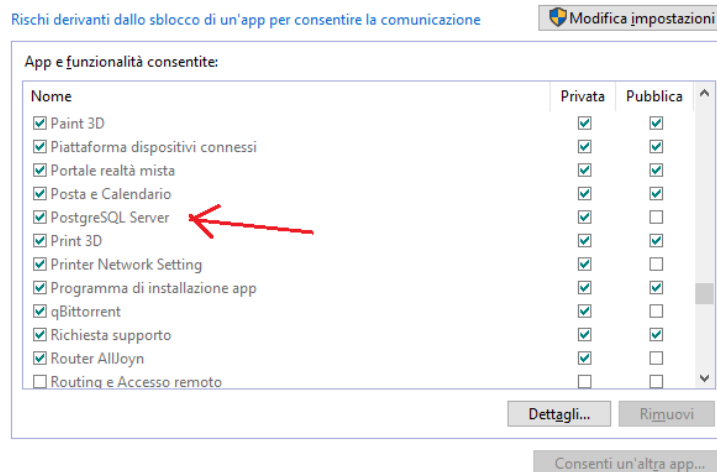 Rischi derivanti dallo sblocco di un'app per consentire la comunicazione
Modifica impostazioni
App e funzionalità consentite:
Nome Privata Pubblica
Paint 3D
Piattaforma dispositivi connessi
Portale realtà mista
Posta e Calendario
PostgreSQL Server
Print 3D
Printer Network Setting
Programma di installazione app
qBittorrent
Richiesta supporto
Router AllJoyn
Routing e Accesso remoto
Dettagli... Rimuovi
Consenti un'altra app...